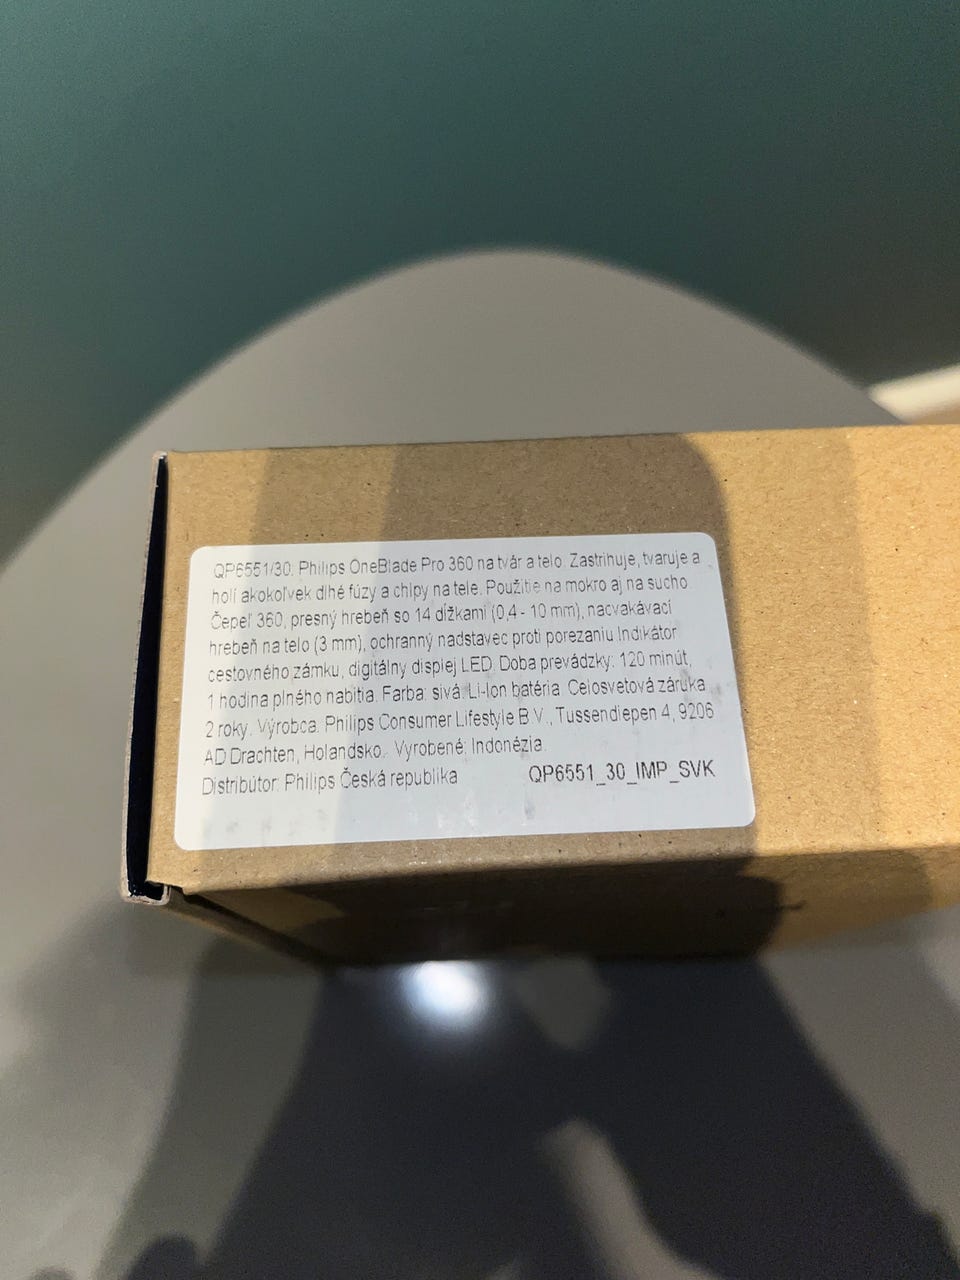 QP6551/30. Philips OneBlade Pro 360 na tvár a telo. Zastrihuje, tvaruje a
holí akokoľvek dlhé fúzy a chlpy na tele. Použitie na mokro aj na sucho
Čepeľ 360, presný hrebeň so 14 dĺžkami (0,4 - 10 mm), nacvakávací
hrebeň na telo (3 mm), ochranný nadstavec proti porezaniu Indikátor
cestovného zámku, digitálny displej LED. Doba prevádzky: 120 minút,
1 hodina plného nabitia. Farba: sivá. Li-Ion batéria. Celosvetová záruka
2 roky. Výrobca. Philips Consumer Lifestyle B.V., Tussendiepen 4, 9206
AD Drachten, Holandsko. Vyrobené: Indonézia.
Distribútor: Philips Česká republika QP6551_30_IMP_SVK